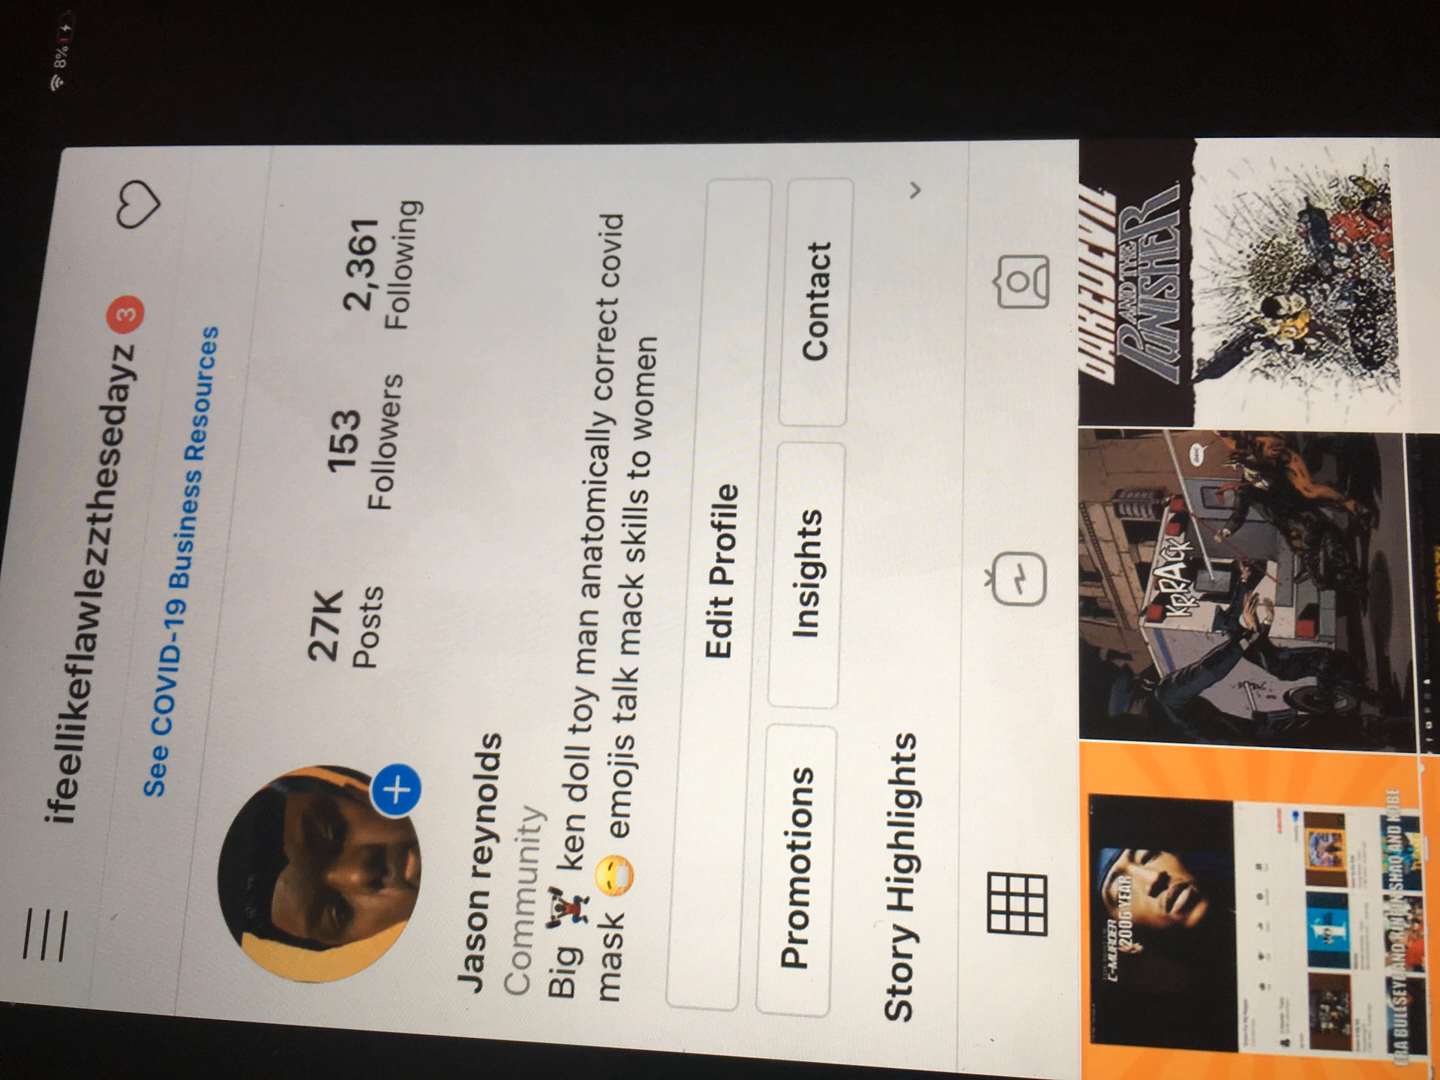 8%
ifeellikeflawlezzthesedayz 3
See COVID-19 Business Resources
27K
Posts
153
Followers
2,361
Following
Jason reynolds
Community
Big 🏋🏿 ken doll toy man anatomically correct covid
mask 😷 emojis talk mack skills to women
Edit Profile
Promotions
Insights
Contact
Story Highlights
C-MURDER
2006 YEAR
KRRACK
DAREDEVIL
AND THE
PUNISHER